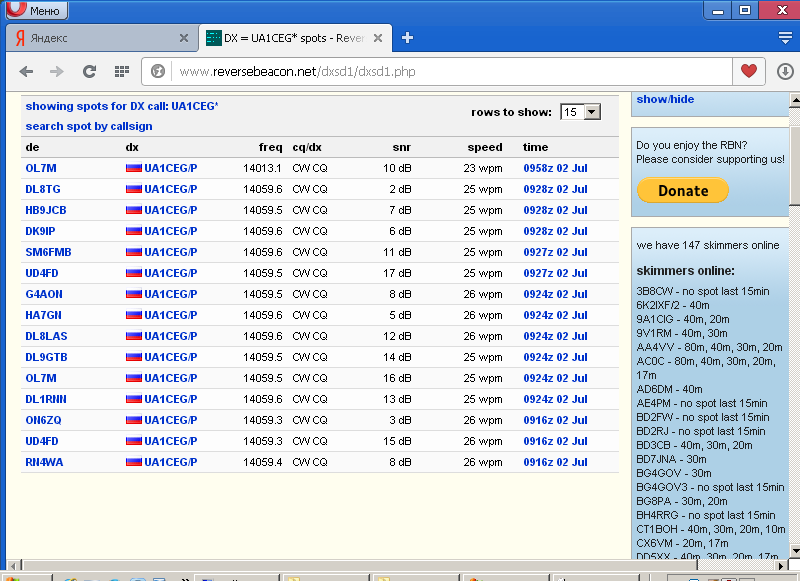 Меню
Яндекс
DX = UA1CEG* spots - Rever
www.reversebeacon.net/dxsd1/dxsd1.php
showing spots for DX call: UA1CEG*
rows to show: 15
search spot by callsign
de dx freq cq/dx snr speed time
OL7M UA1CEG/P 14013.1 CW CQ 10 dB 23 wpm 0958z 02 Jul
DL8TG UA1CEG/P 14059.6 CW CQ 2 dB 25 wpm 0928z 02 Jul
HB9JCB UA1CEG/P 14059.5 CW CQ 7 dB 25 wpm 0928z 02 Jul
DK9IP UA1CEG/P 14059.6 CW CQ 6 dB 25 wpm 0928z 02 Jul
SM6FMB UA1CEG/P 14059.6 CW CQ 11 dB 25 wpm 0927z 02 Jul
UD4FD UA1CEG/P 14059.5 CW CQ 17 dB 25 wpm 0927z 02 Jul
G4AON UA1CEG/P 14059.5 CW CQ 8 dB 26 wpm 0924z 02 Jul
HA7GN UA1CEG/P 14059.6 CW CQ 5 dB 26 wpm 0924z 02 Jul
DL8LAS UA1CEG/P 14059.6 CW CQ 12 dB 26 wpm 0924z 02 Jul
DL9GTB UA1CEG/P 14059.5 CW CQ 14 dB 25 wpm 0924z 02 Jul
OL7M UA1CEG/P 14059.5 CW CQ 16 dB 25 wpm 0924z 02 Jul
DL1RNN UA1CEG/P 14059.6 CW CQ 13 dB 25 wpm 0924z 02 Jul
ON6ZQ UA1CEG/P 14059.3 CW CQ 3 dB 26 wpm 0916z 02 Jul
UD4FD UA1CEG/P 14059.3 CW CQ 15 dB 26 wpm 0916z 02 Jul
RN4WA UA1CEG/P 14059.4 CW CQ 8 dB 26 wpm 0916z 02 Jul
show/hide
Do you enjoy the RBN?
Please consider supporting us!
Donate
we have 147 skimmers online
skimmers online:
3B8CW - no spot last 15min
6K2IXF/2 - 40m
9A1CIG - 40m, 20m
9V1RM - 40m, 30m
AA4VV - 80m, 40m, 30m, 20m
AC0C - 80m, 40m, 30m, 20m,
17m
AD6DM - 40m
AE4PM - no spot last 15min
BD2FW - no spot last 15min
BD2RJ - no spot last 15min
BD3CB - 40m, 30m, 20m
BD7JNA - 30m
BG4GOV - 30m
BG4GOV3 - no spot last 15min
BG8PA - 30m, 20m
BH4RRG - no spot last 15min
CT1BOH - 40m, 30m, 20m, 10m
CX6VM - 20m, 17m
DD5XX - 40m, 30m, 20m